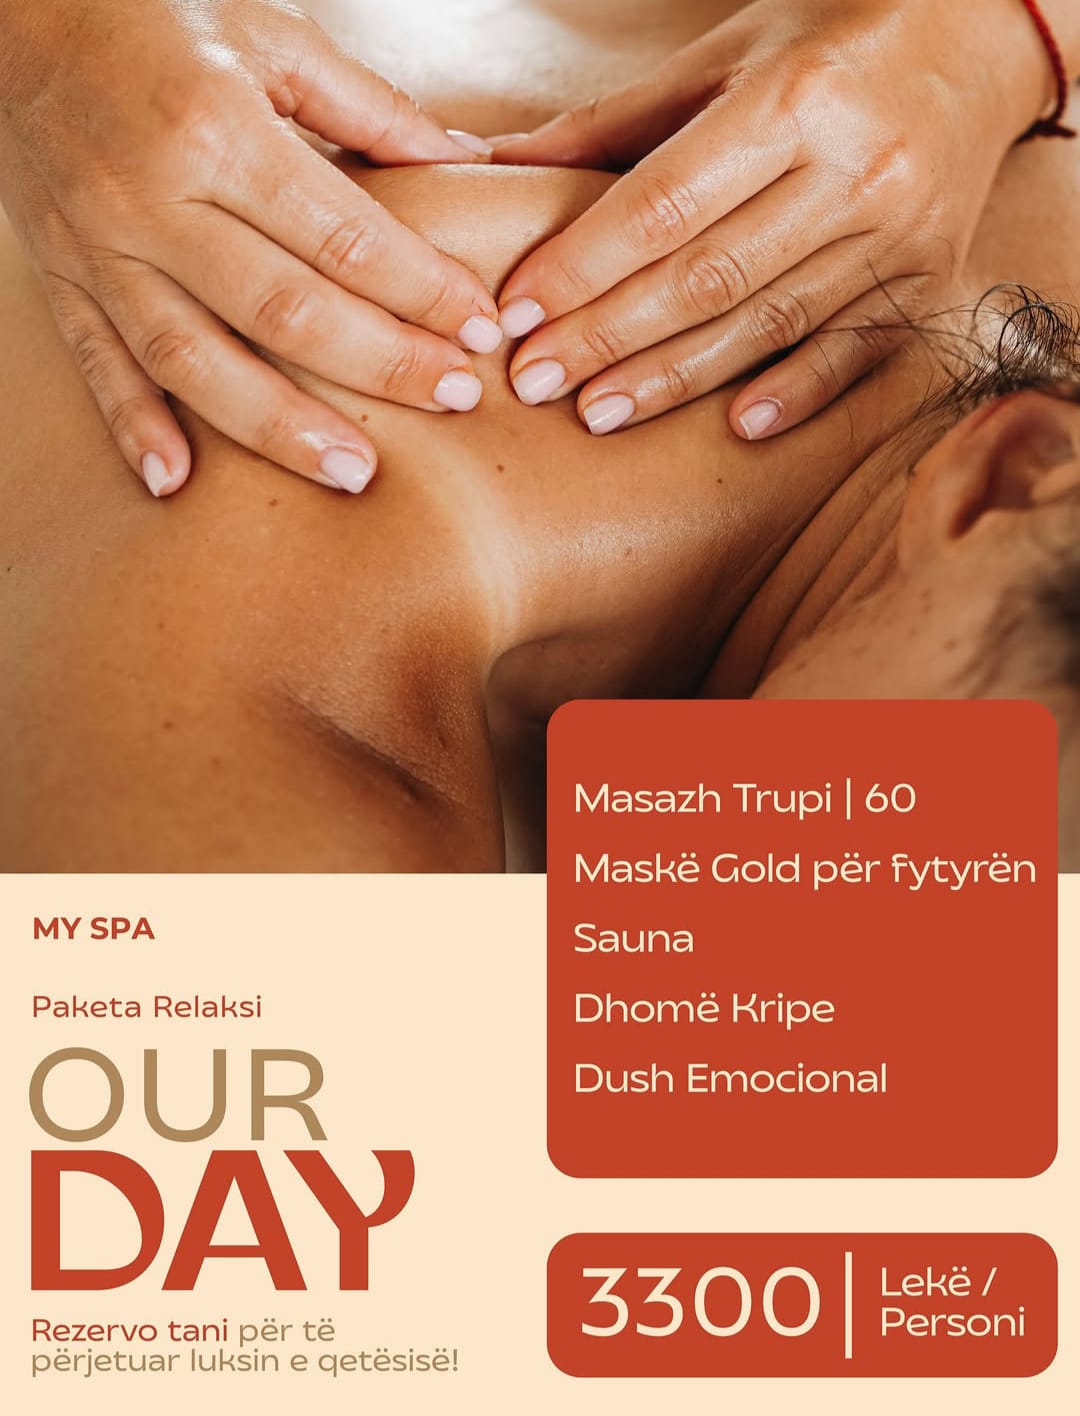 MY SPA
Paketa Relaksi
OUR
DAY
Rezervo tani për të
përjetuar luksin e qetësisë!
Masazh Trupi | 60
Maskë Gold për fytyrën
Sauna
Dhomë Kripe
Dush Emocional
3300 | Lekë /
Personi